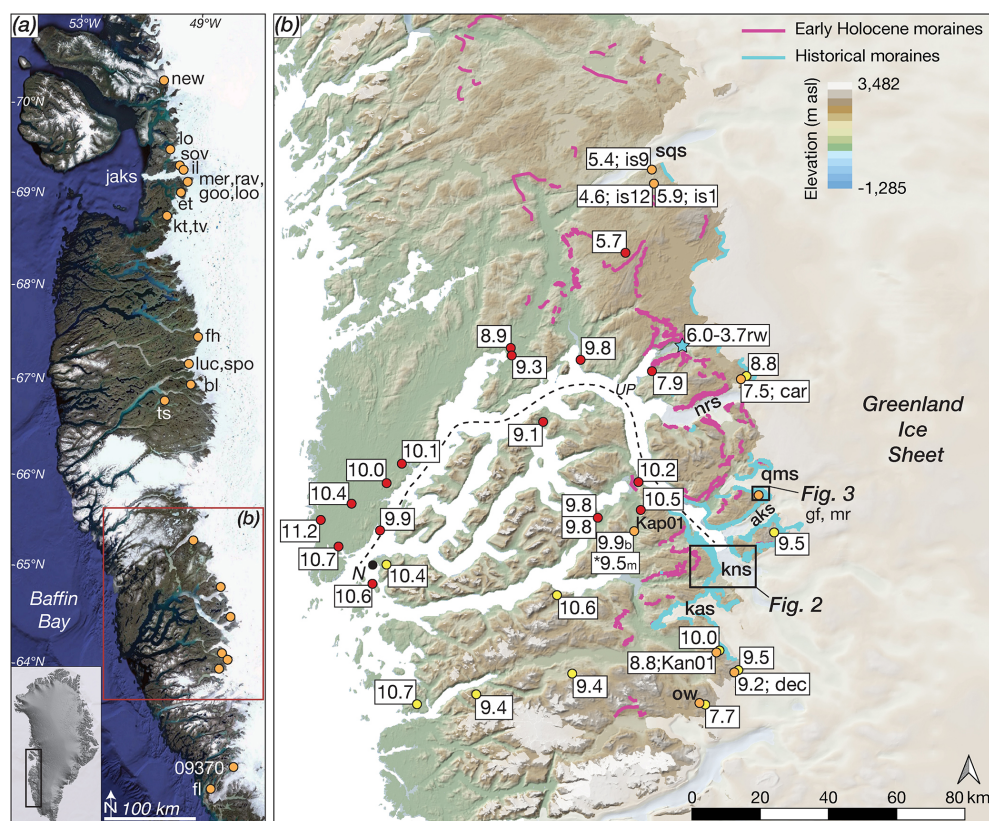 (a)
53°W
49°W
new
70°N
lo
sov
il
jaks
mer,rav,
goo,loo
69°N
et
kt,tv
68°N
fh
luc,spo
67°N
bl
ts
66°N
(b)
65°N
Baffin
Bay
64°N
09370
fl
N
100 km
(b)
Early Holocene moraines
Historical moraines
Elevation (m asl)
3,482
-1,285
5.4; is9
sqs
4.6; is12
5.9; is1
5.7
6.0-3.7rw
8.9
9.3
9.8
8.8
7.9
7.5; car
UP
nrs
Greenland
Ice
Sheet
9.1
10.1
10.0
10.2
qms
10.4
10.5
Fig. 3
gf, mr
11.2
9.9
9.8
9.8
Kap01
aks
10.7
9.9b
*9.5m
9.5
N
10.4
kns
10.6
10.6
Fig. 2
kas
10.0
8.8;Kan01
9.5
9.2; dec
9.4
10.7
9.4
ow
7.7
0 20 40 60 80 km